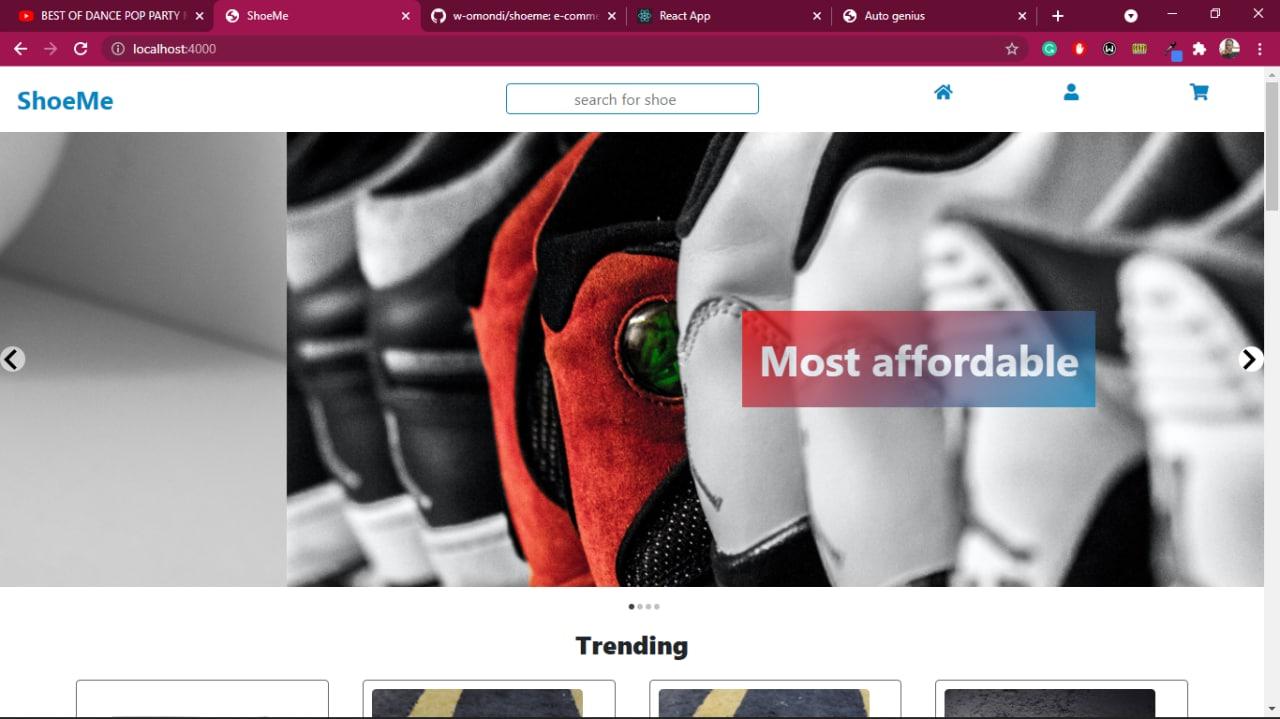 BEST OF DANCE POP PARTY
ShoeMe
w-omondi/shoeme: e-comme
React App
Auto genius
localhost:4000
ShoeMe
search for shoe
Most affordable
Trending